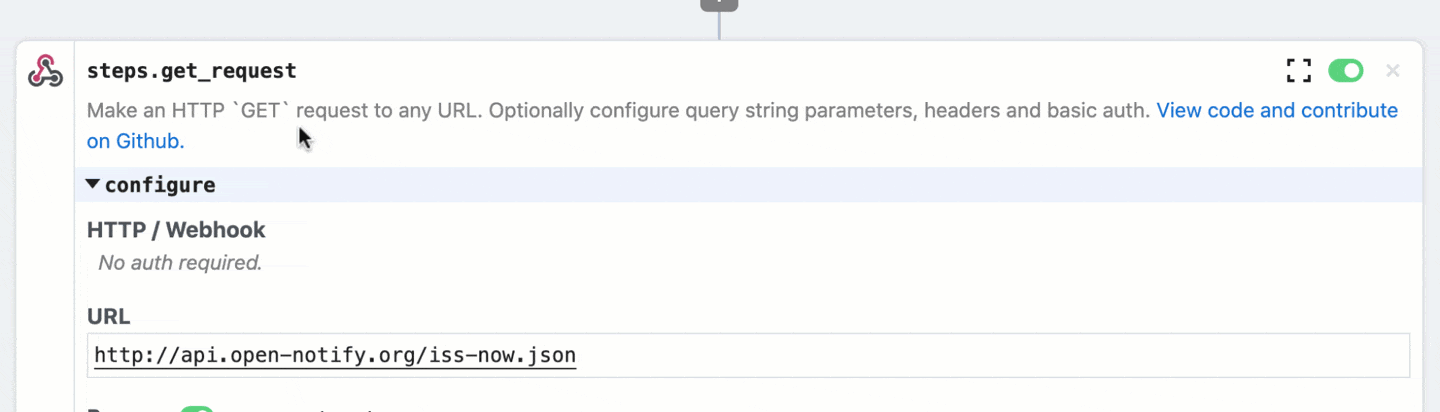 steps.get_request
Make an HTTP `GET` request to any URL. Optionally configure query string parameters, headers and basic auth. View code and contribute
on Github.
configure
HTTP / Webhook
No auth required.
URL
http://api.open-notify.org/iss-now.json